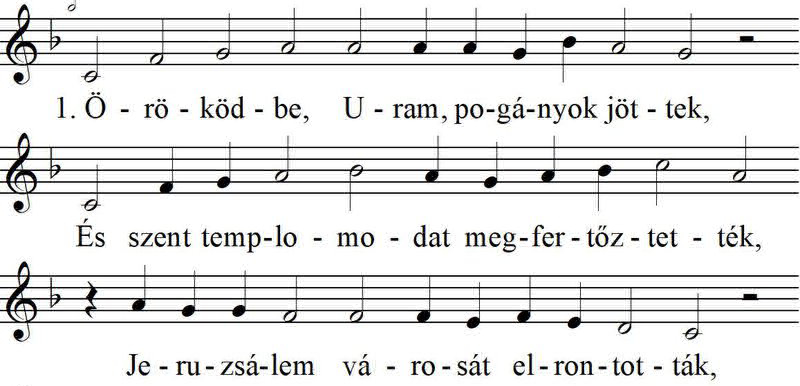 1. Ö - rö - köd - be, U - ram, po-gá-nyok jöt - tek,
És szent temp-lo - mo - dat meg-fer-tőz-tet - ték,
Je - ru - zsá-lem vá - ro-sát el-ron-tot - ták,